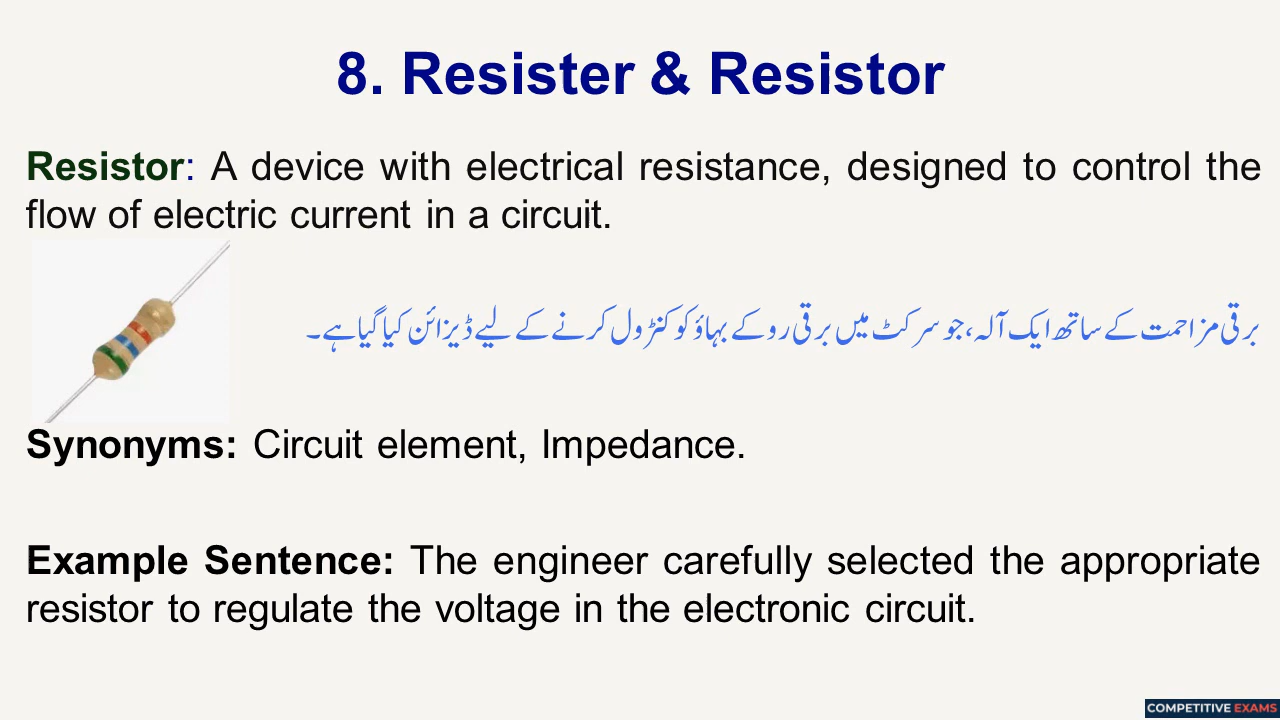 8. Resister & Resistor
Resistor: A device with electrical resistance, designed to control the
flow of electric current in a circuit.
برقی مزاحمت کے ساتھ ایک آلہ، جو سرکٹ میں برقی رو کے بہاؤ کو کنٹرول کرنے کے لیے ڈیزائن کیا گیا ہے۔
Synonyms: Circuit element, Impedance.
Example Sentence: The engineer carefully selected the appropriate
resistor to regulate the voltage in the electronic circuit.
COMPETITIVE EXAMS